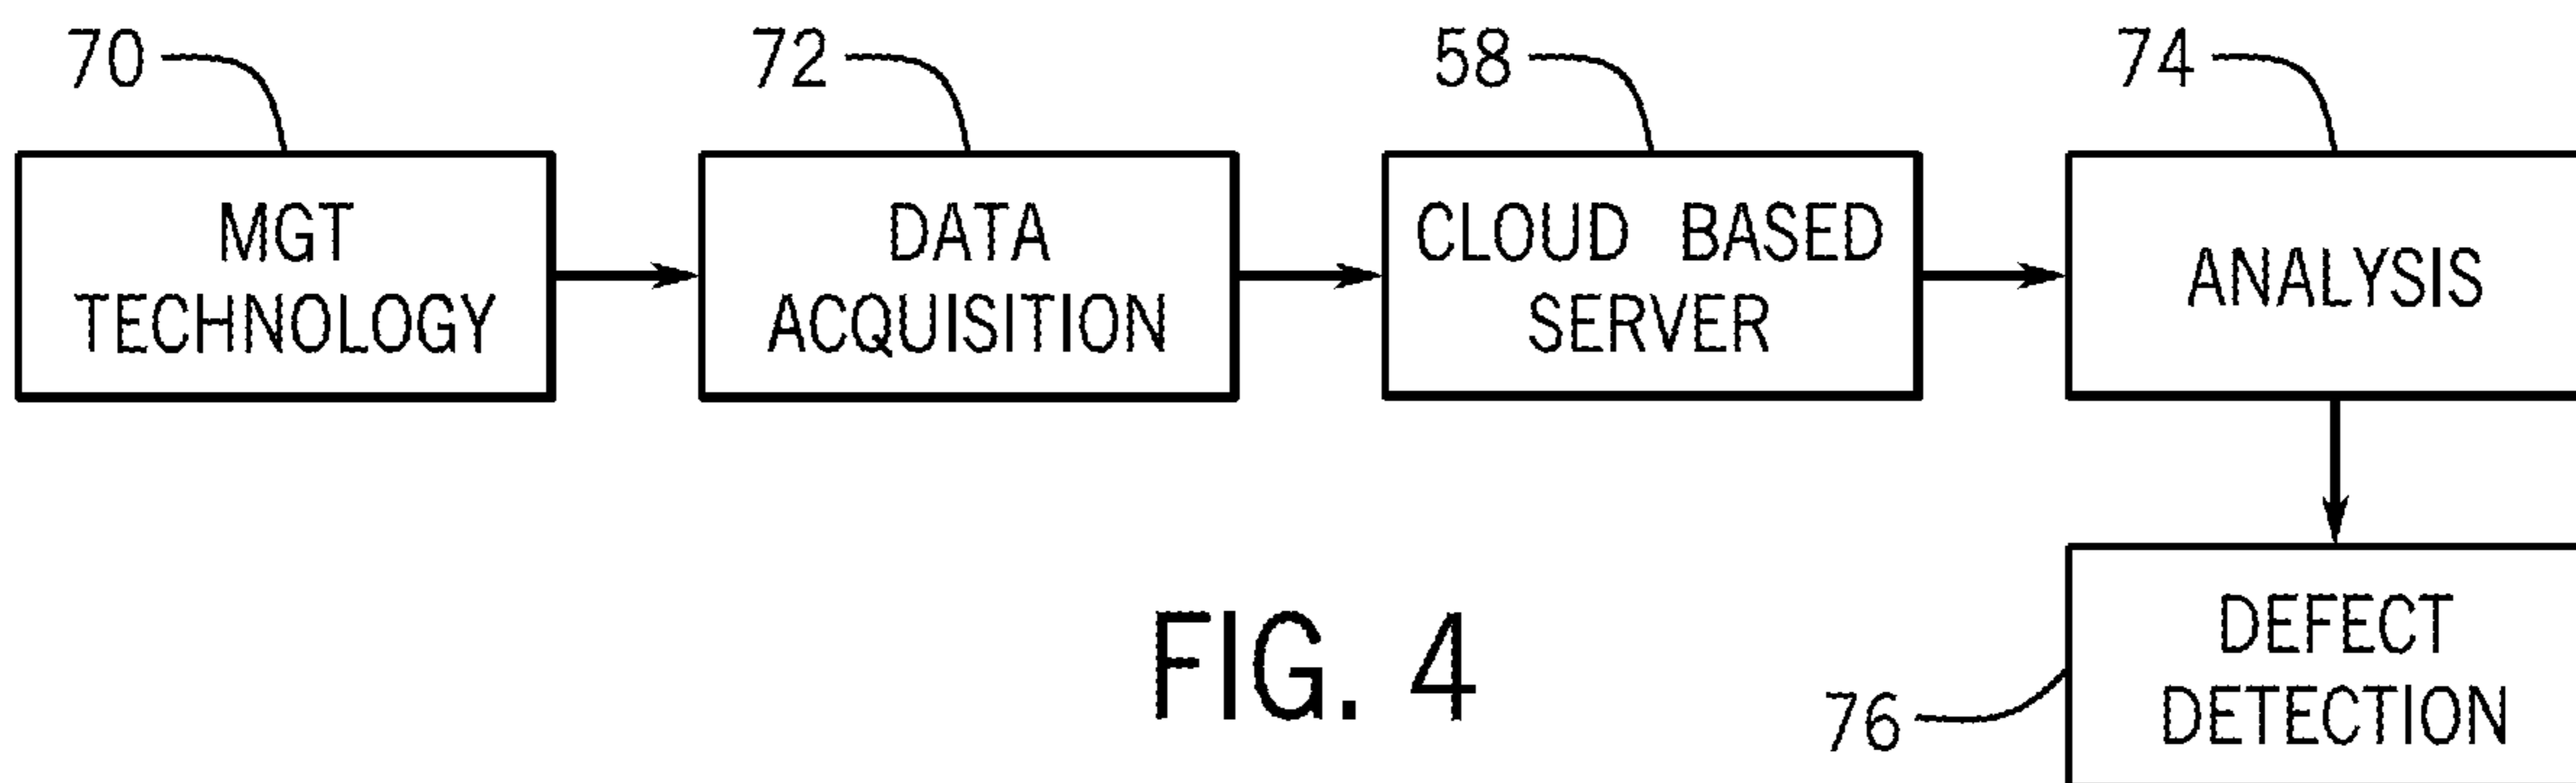 70
72
58
74
MGT
TECHNOLOGY
DATA
ACQUISITION
CLOUD BASED
SERVER
ANALYSIS
DEFECT
DETECTION
76
FIG. 4